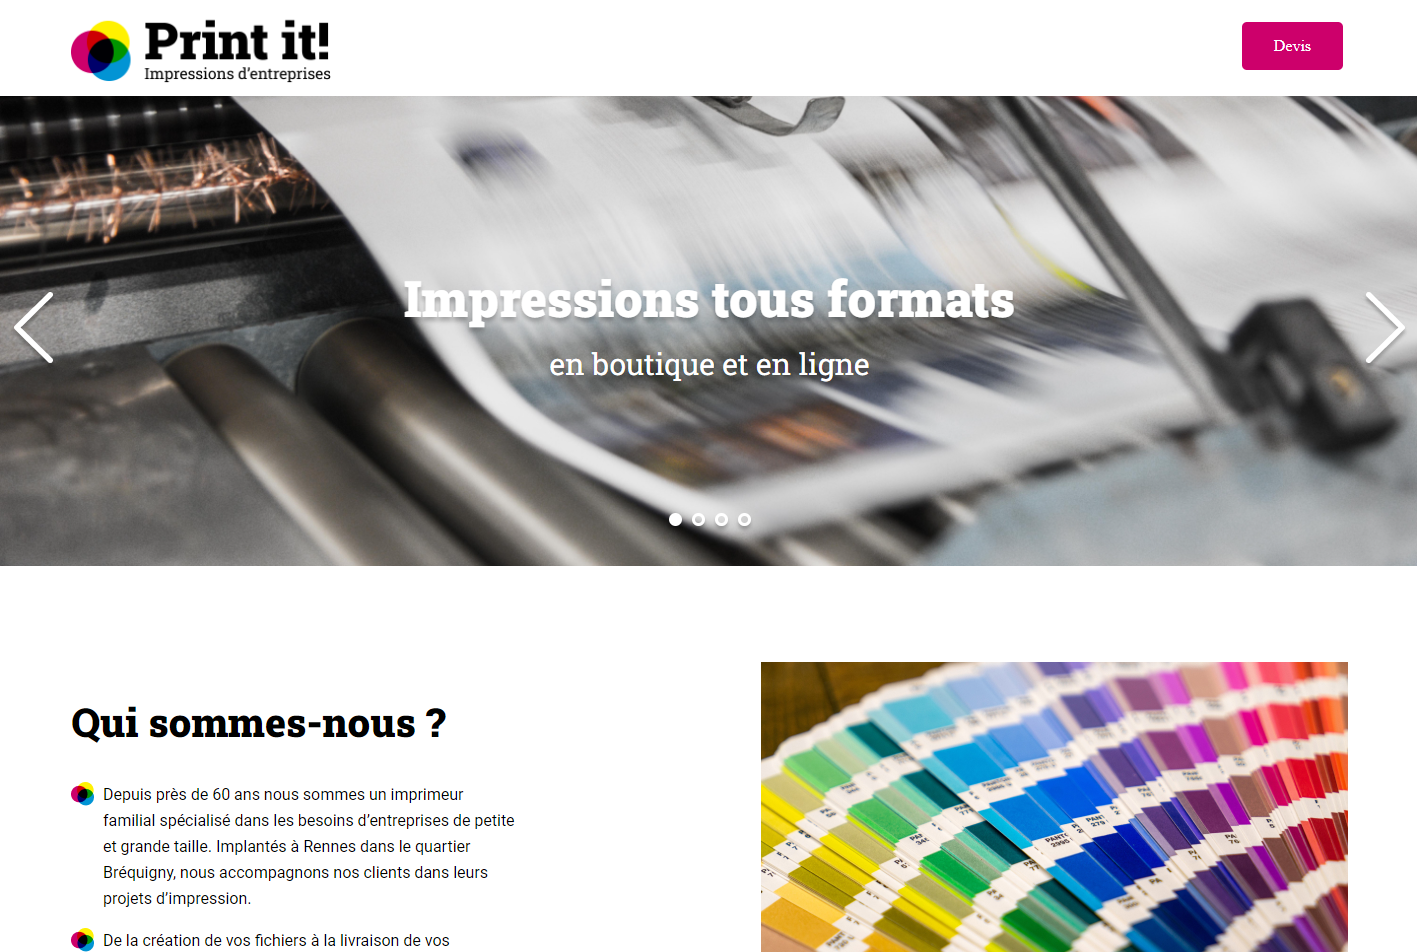 Print it!
Impressions d'entreprises
Devis
Impressions tous formats
en boutique et en ligne
Qui sommes-nous ?
Depuis près de 60 ans nous sommes un imprimeur
familial spécialisé dans les besoins d’entreprises de petite
et grande taille. Implantés à Rennes dans le quartier
Bréquigny, nous accompagnons nos clients dans leurs
projets d’impression.
De la création de vos fichiers à la livraison de vos